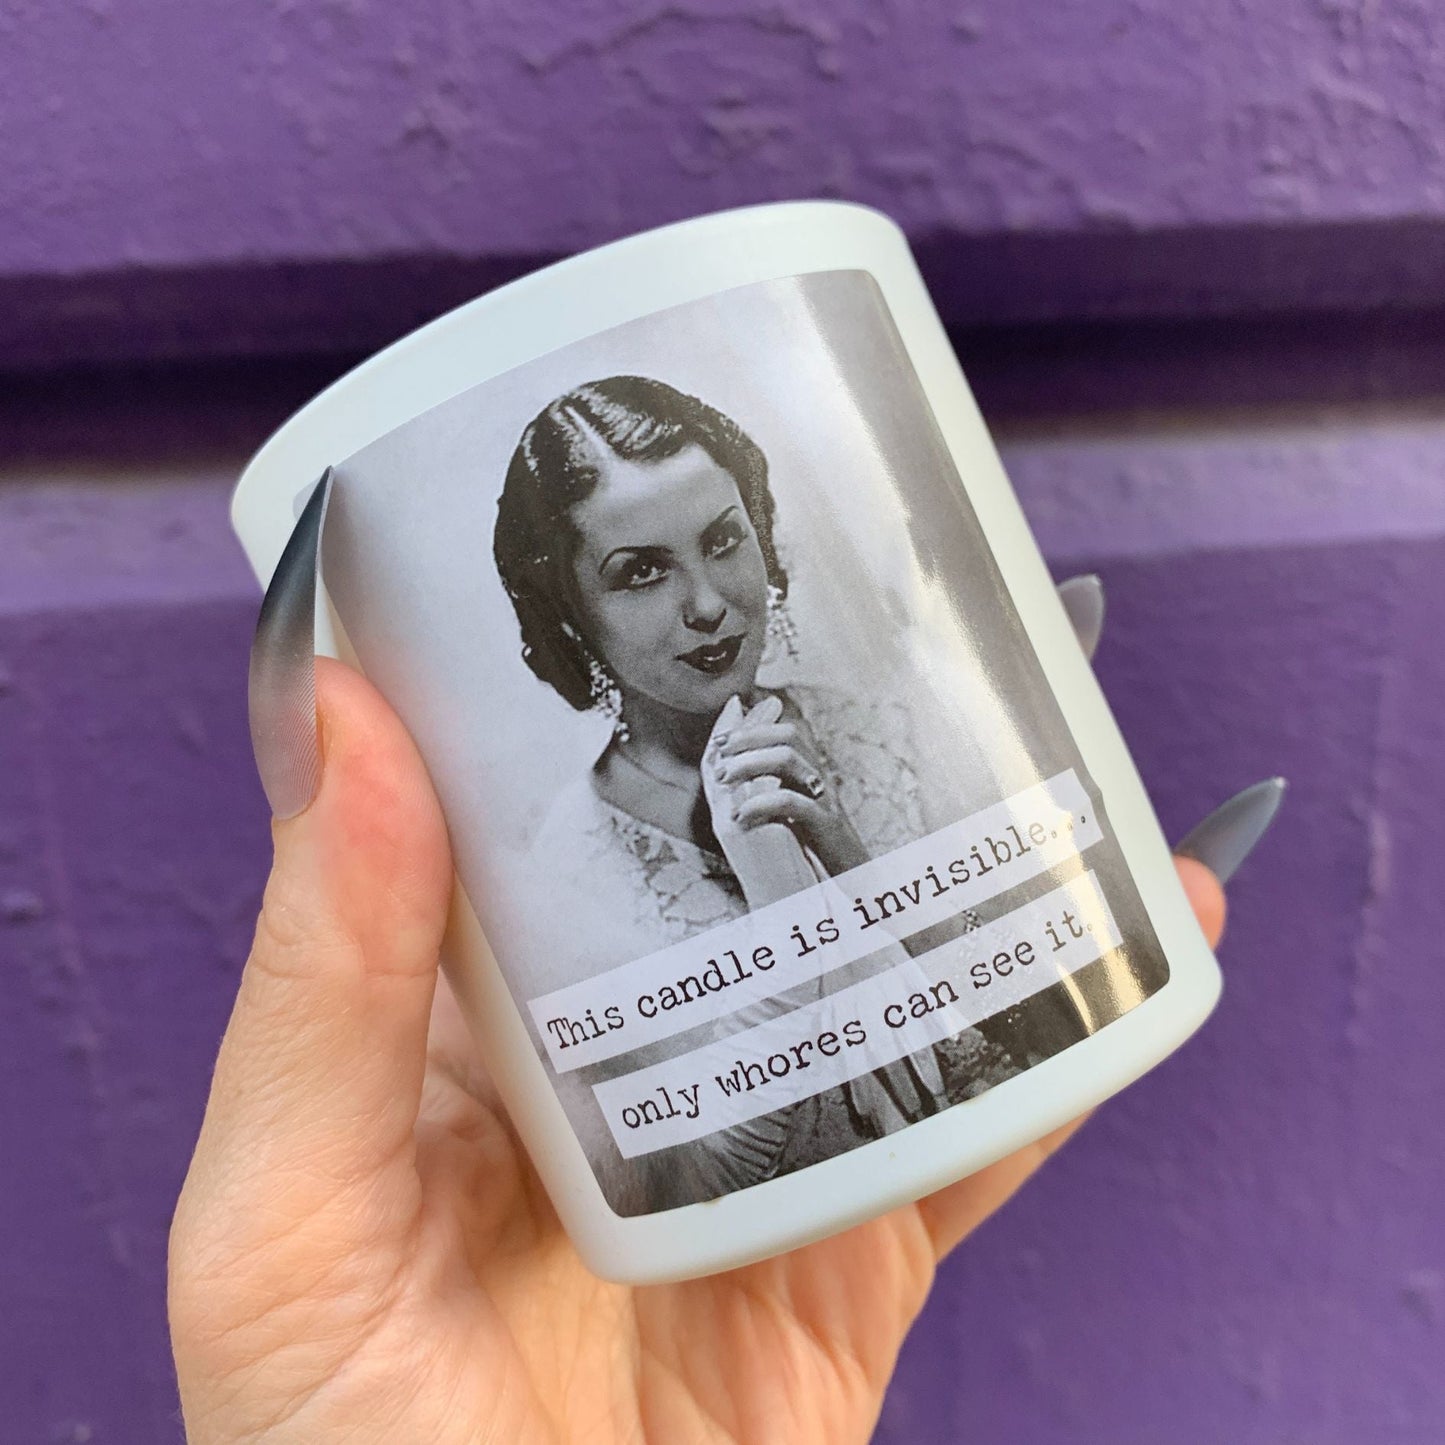 This candle is invisible...
only whores can see it.